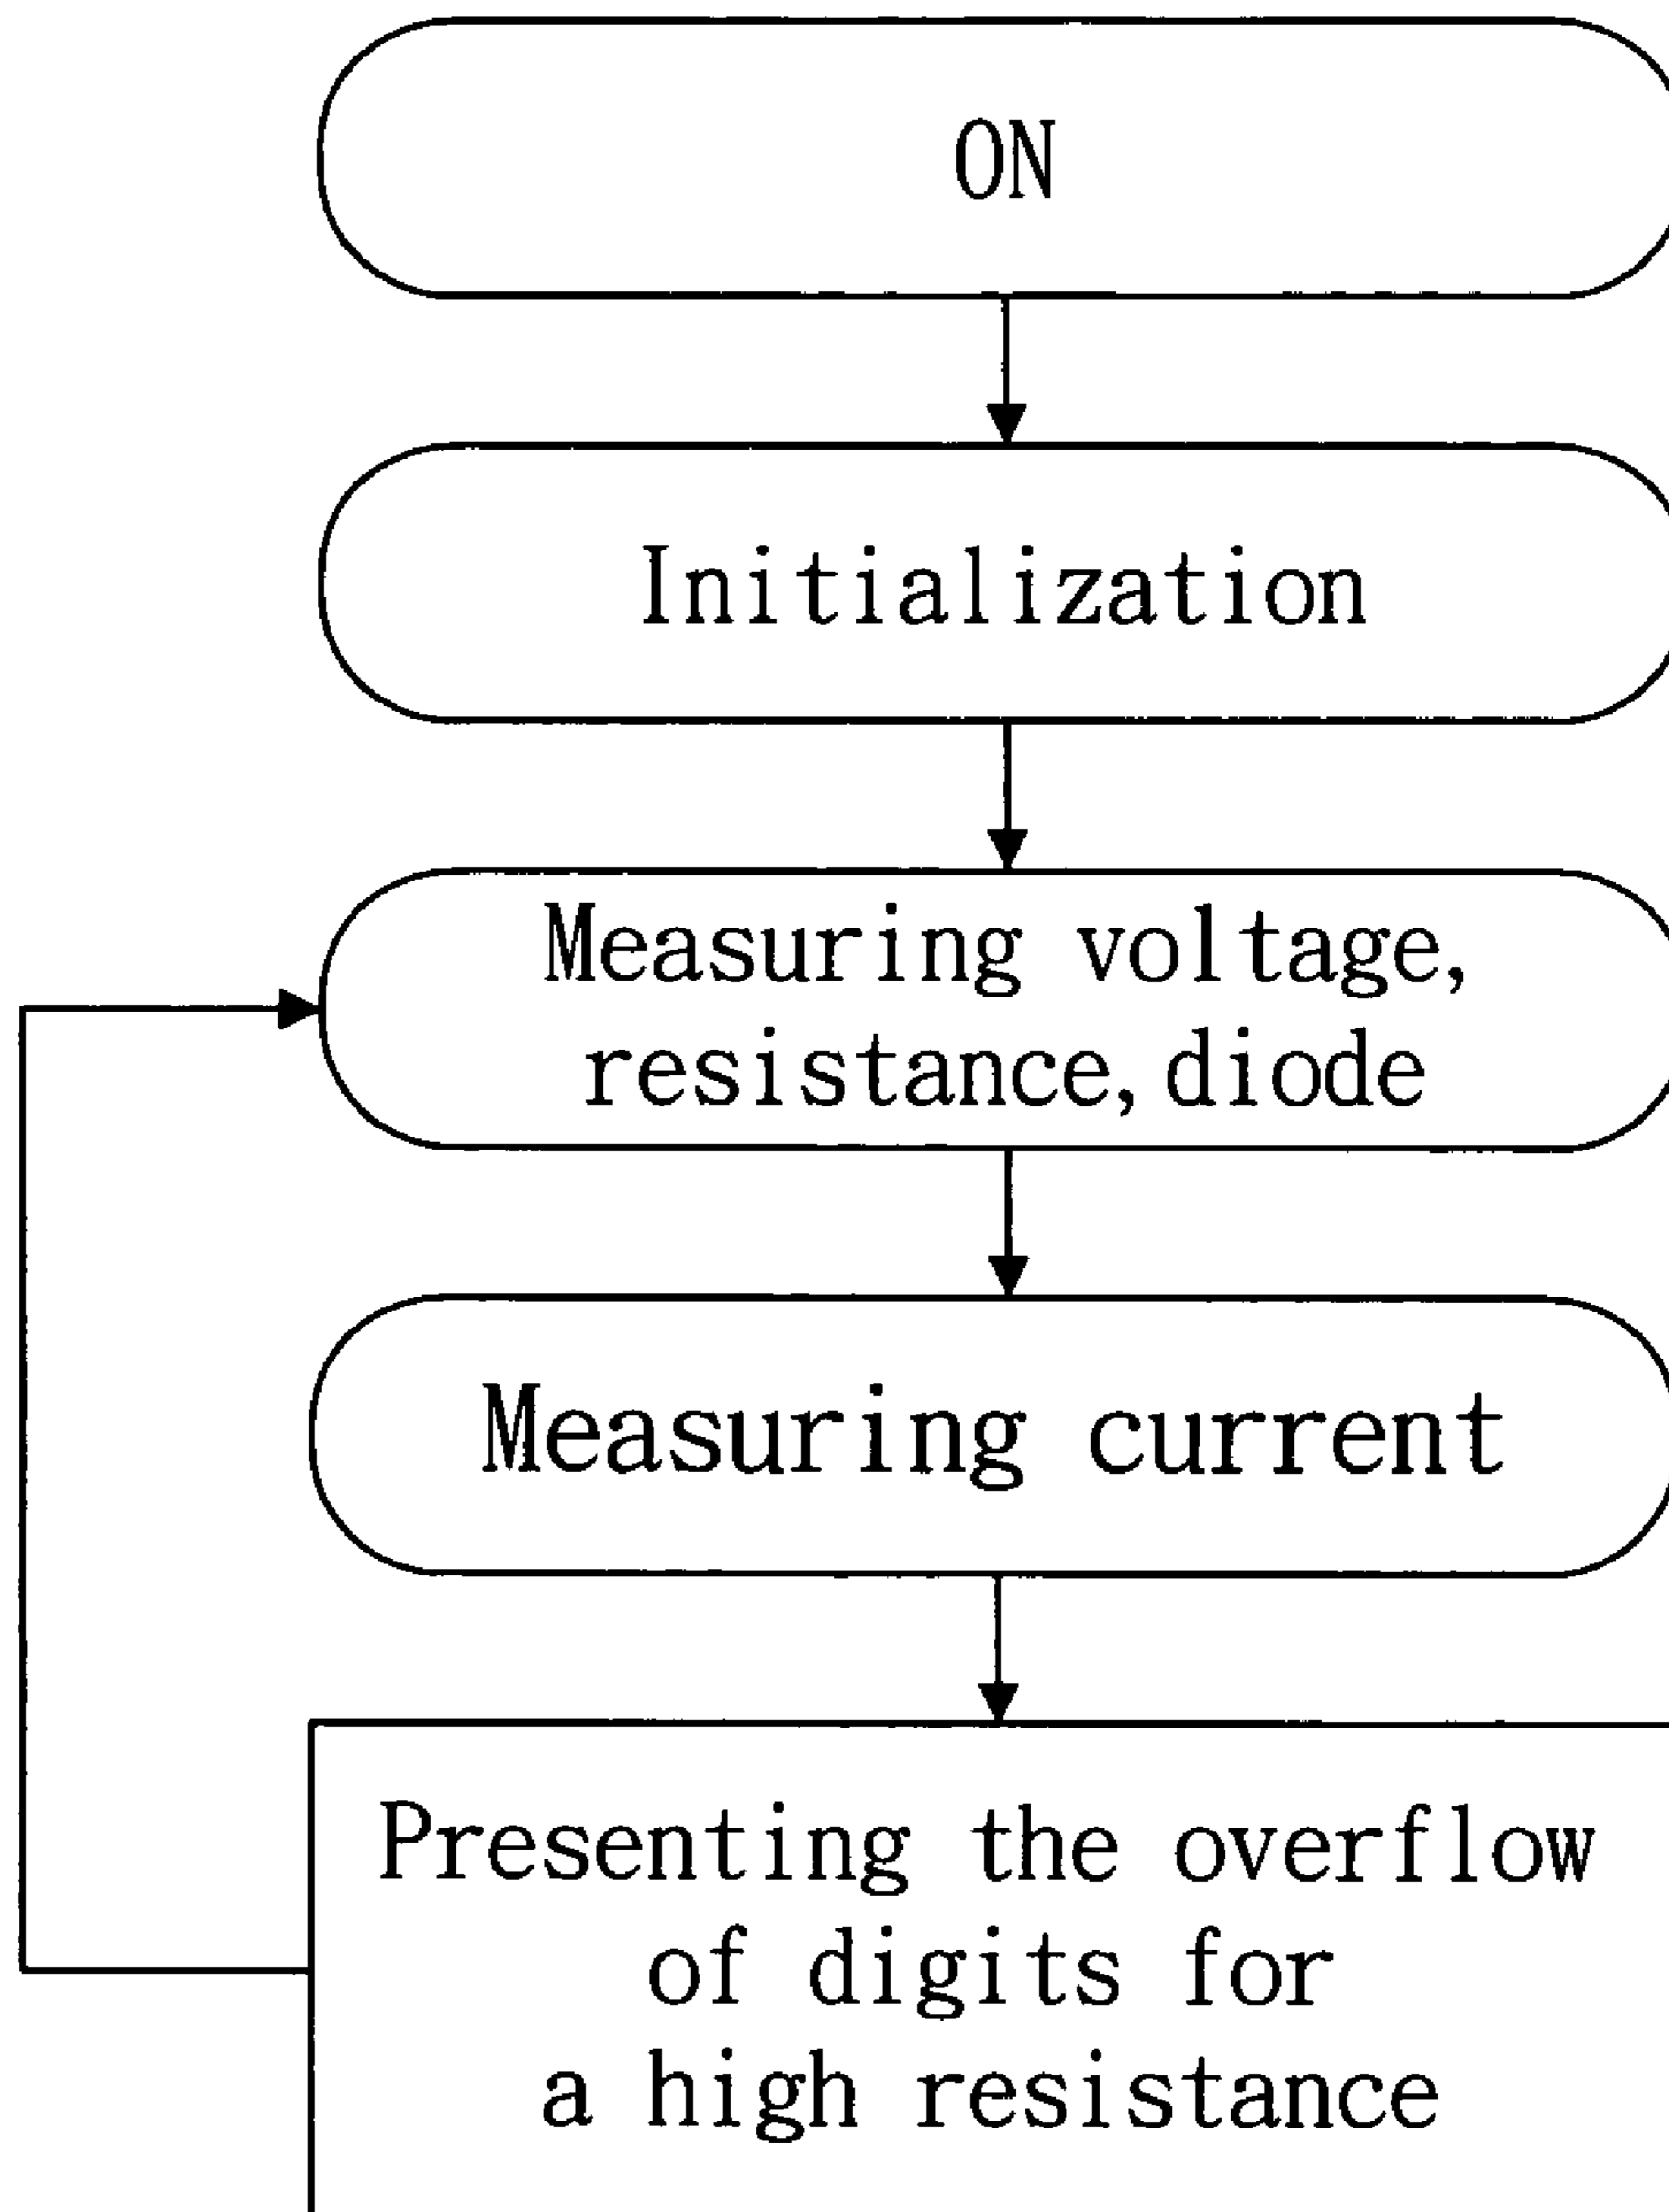 ON
Initialization
Measuring voltage,
resistance, diode
Measuring current
Presenting the overflow
of digits for
a high resistance